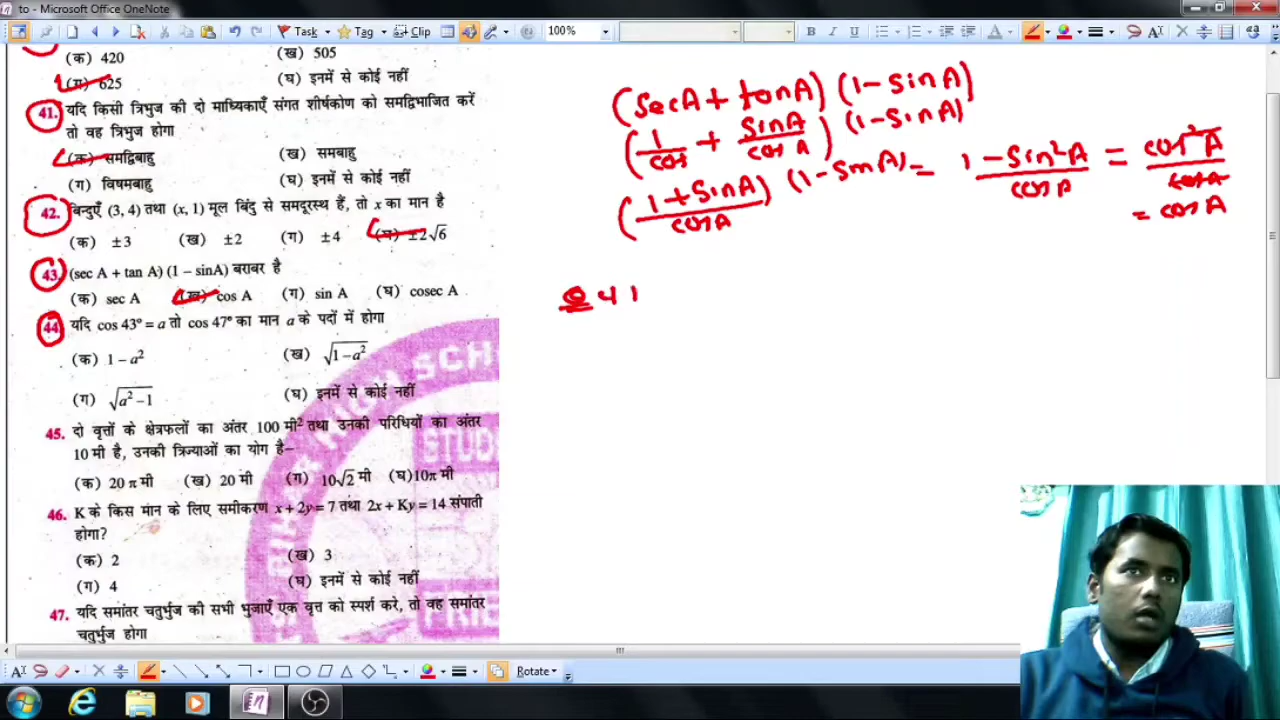 to - Microsoft Office OneNote
Task
Tag
Clip
100%
(क) 420 (ख) 505
(ग) 625 (घ) इनमें से कोई नहीं
41. यदि किसी त्रिभुज की दो माध्यिकाएँ संगत शीर्षकोण को समद्विभाजित करें
तो वह त्रिभुज होगा
(क) समद्विबाहु (ख) समबाहु
(ग) विषमबाहु (घ) इनमें से कोई नहीं
42. बिन्दुएँ (3, 4) तथा (x, 1) मूल बिंदु से समदूरस्थ हैं, तो x का मान है
(क) ±3 (ख) ±2 (ग) ±4 (घ) ±2√6
43. (sec A + tan A) (1 – sinA) बराबर है
(क) sec A (ख) cos A (ग) sin A (घ) cosec A
44. यदि cos 43° = a तो cos 47° का मान a के पदों में होगा
(क) 1 – a² (ख) √1–a²
(ग) √a²–1 (घ) इनमें से कोई नहीं
45. दो वृत्तों के क्षेत्रफलों का अंतर 100 मी² तथा उनकी परिधियों का अंतर
10 मी है, उनकी त्रिज्याओं का योग है–
(क) 20 π मी (ख) 20 मी (ग) 10√2 मी (घ) 10π मी
46. K के किस मान के लिए समीकरण x + 2y = 7 तथा 2x + Ky = 14 संपाती
होगा?
(क) 2 (ख) 3
(ग) 4 (घ) इनमें से कोई नहीं
47. यदि समांतर चतुर्भुज की सभी भुजाएँ एक वृत्त को स्पर्श करे, तो वह समांतर
चतुर्भुज होगा
(SecA + tanA) (1 - SinA)
(1/cos + SinA/cosA) (1 - SinA)
(1 + SinA/cosA) (1 - SinA) = 1 - Sin²A/cosA = cos²A/cosA
= cosA
Q 41
HIGH SCHO
STUD
FRIE
Rotate